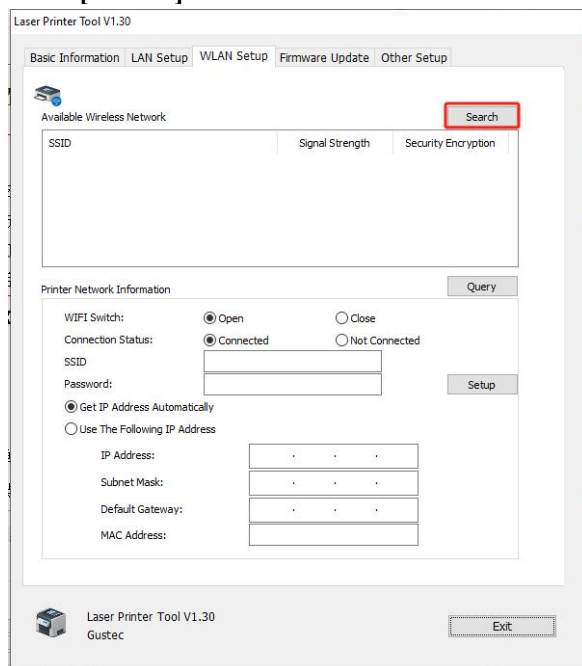 Laser Printer Tool V1.30
Basic Information LAN Setup WLAN Setup Firmware Update Other Setup
Available Wireless Network Search
SSID Signal Strength Security Encryption
Printer Network Information Query
WIFI Switch: Open Close
Connection Status: Connected Not Connected
SSID
Password: Setup
Get IP Address Automatically
Use The Following IP Address
IP Address: . . .
Subnet Mask: . . .
Default Gateway: . . .
MAC Address:
Laser Printer Tool V1.30
Gustec
Exit